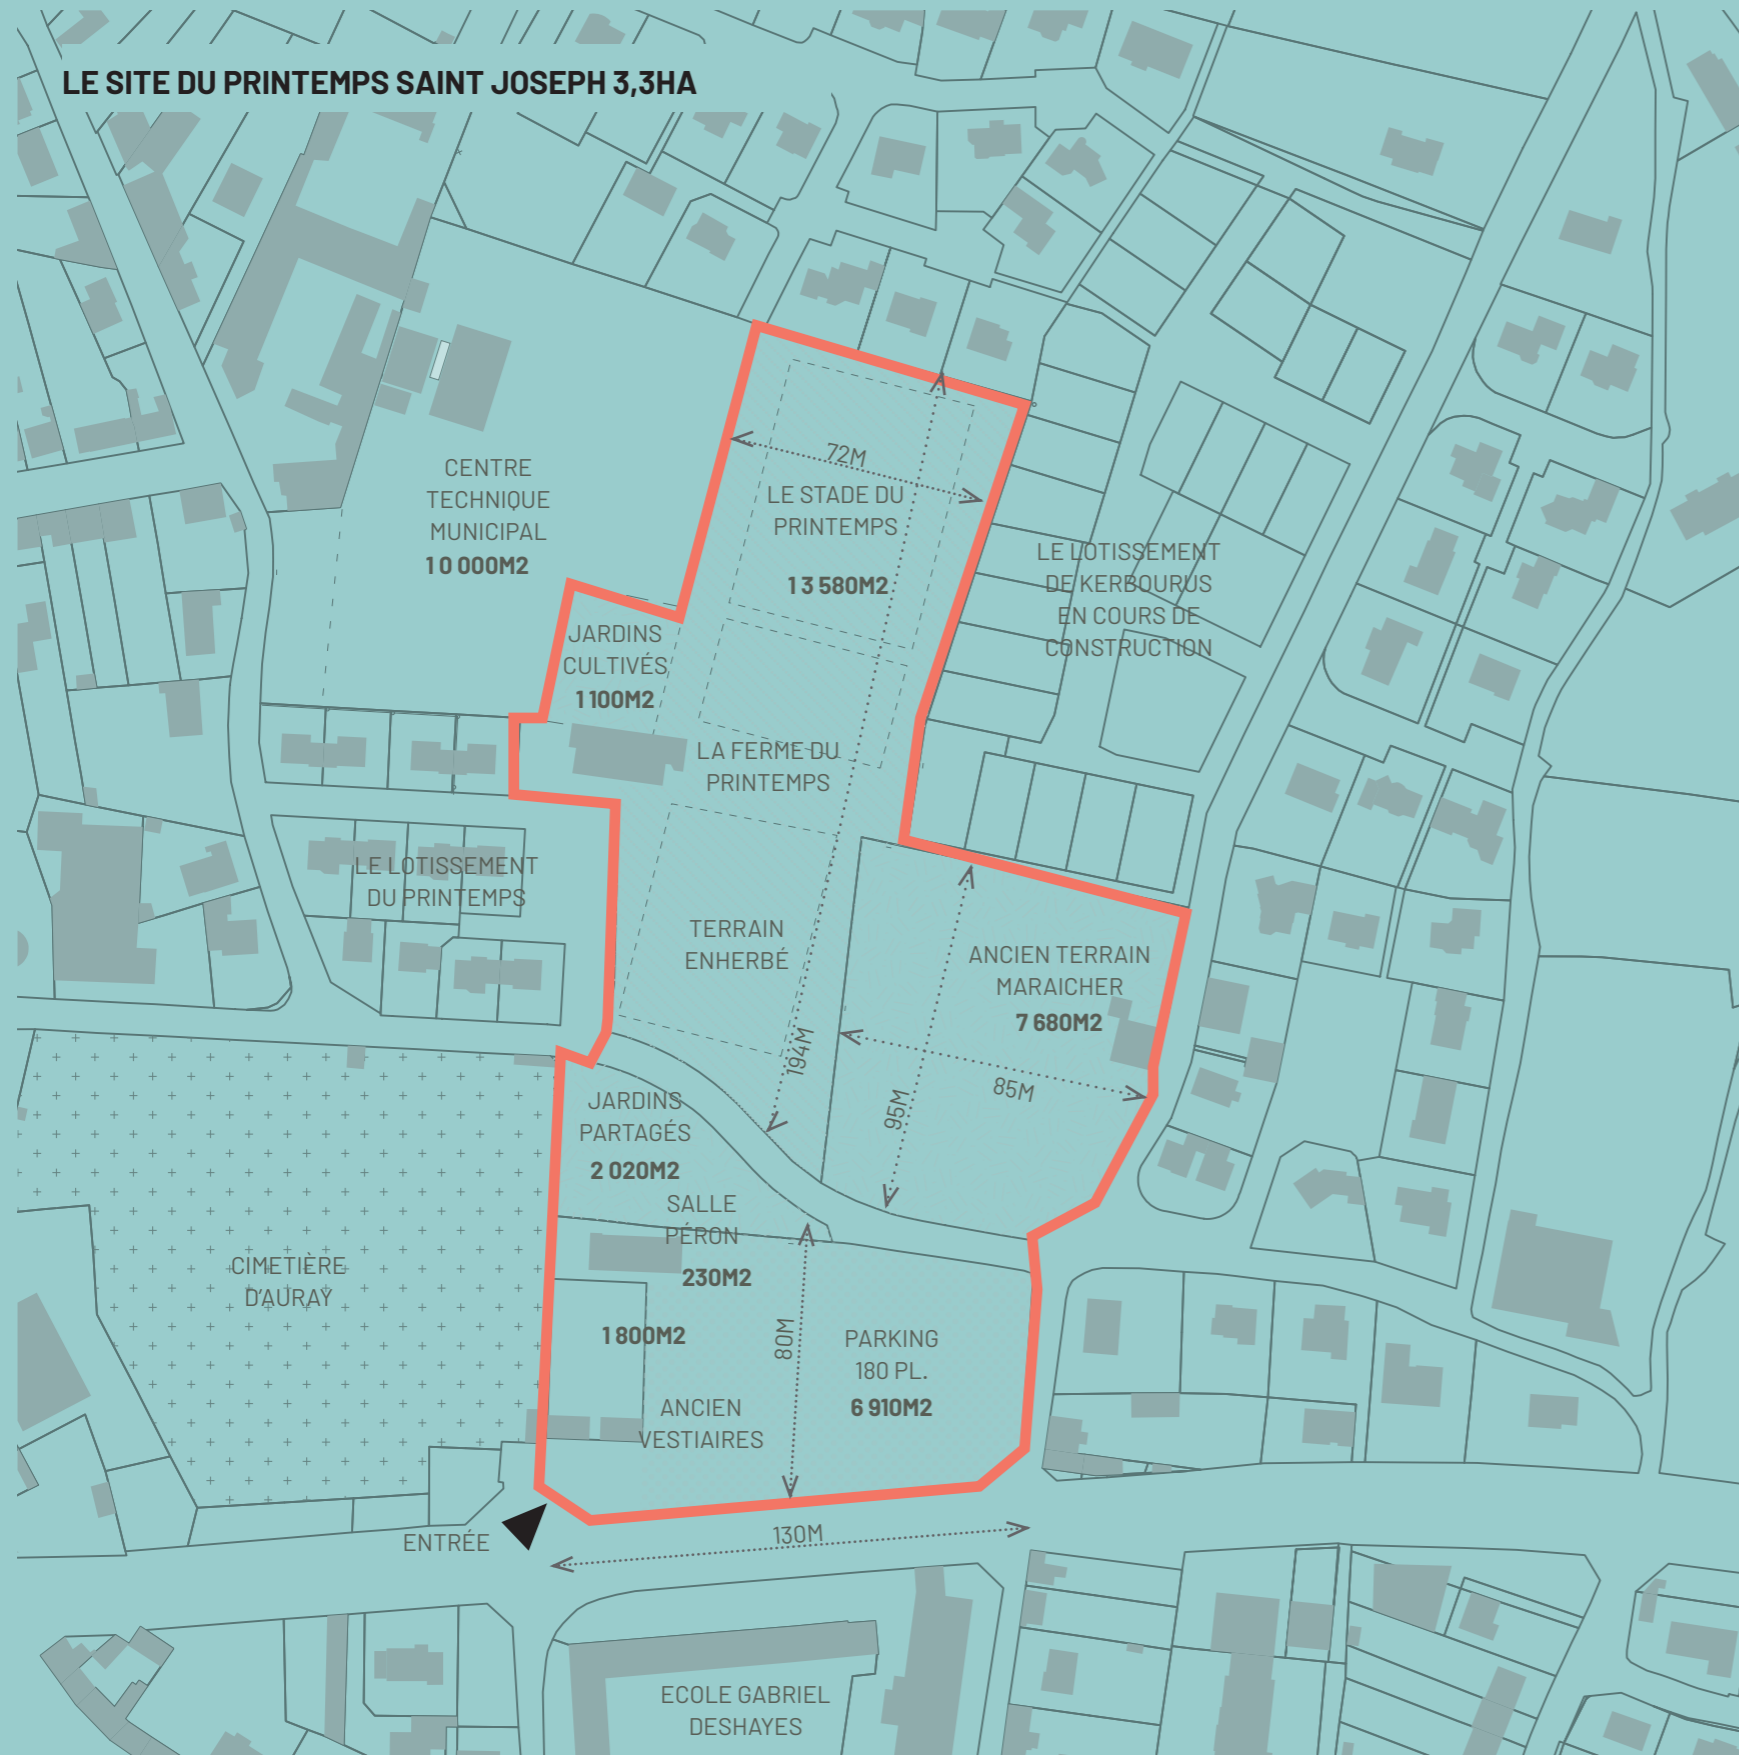 LE SITE DU PRINTEMPS SAINT JOSEPH 3,3HA
CENTRE
TECHNIQUE
MUNICIPAL
10 000M2
72M
LE STADE DU
PRINTEMPS
13 580M2
LE LOTISSEMENT
DE KERBOURUS
EN COURS DE
CONSTRUCTION
JARDINS
CULTIVÉS
1100M2
LA FERME DU
PRINTEMPS
LE LOTISSEMENT
DU PRINTEMPS
TERRAIN
ENHERBÉ
ANCIEN TERRAIN
MARAICHER
7 680M2
194M
95M
85M
JARDINS
PARTAGÉS
2 020M2
SALLE
PÉRON
230M2
CIMETIÈRE
D'AURAY
1 800M2
80M
PARKING
180 PL.
6 910M2
ANCIEN
VESTIAIRES
ENTRÉE
130M
ECOLE GABRIEL
DESHAYES